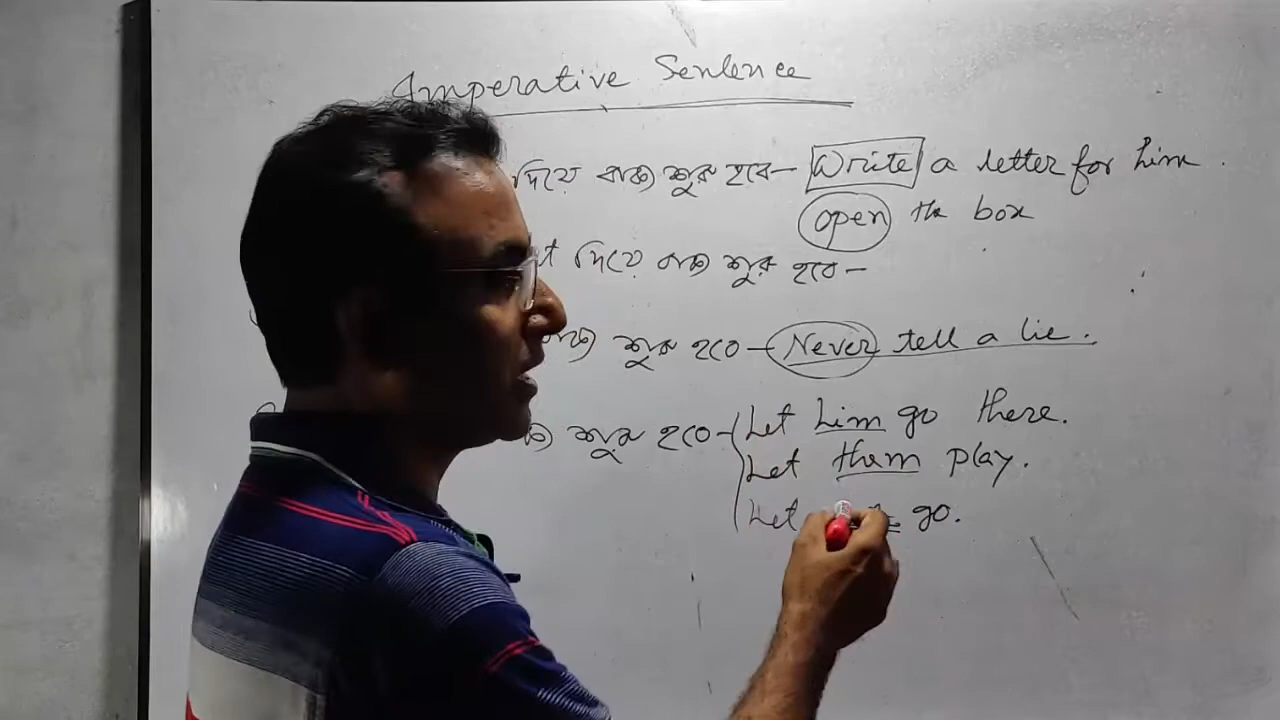 Imperative Sentence
দিয়ে বাক্য শুরু হবে- Write a letter for him.
open the box
দিয়ে বাক্য শুরু হবে-
বাক্য শুরু হবে- Never tell a lie.
শুরু হবে- Let him go there.
Let them play.
Let go.